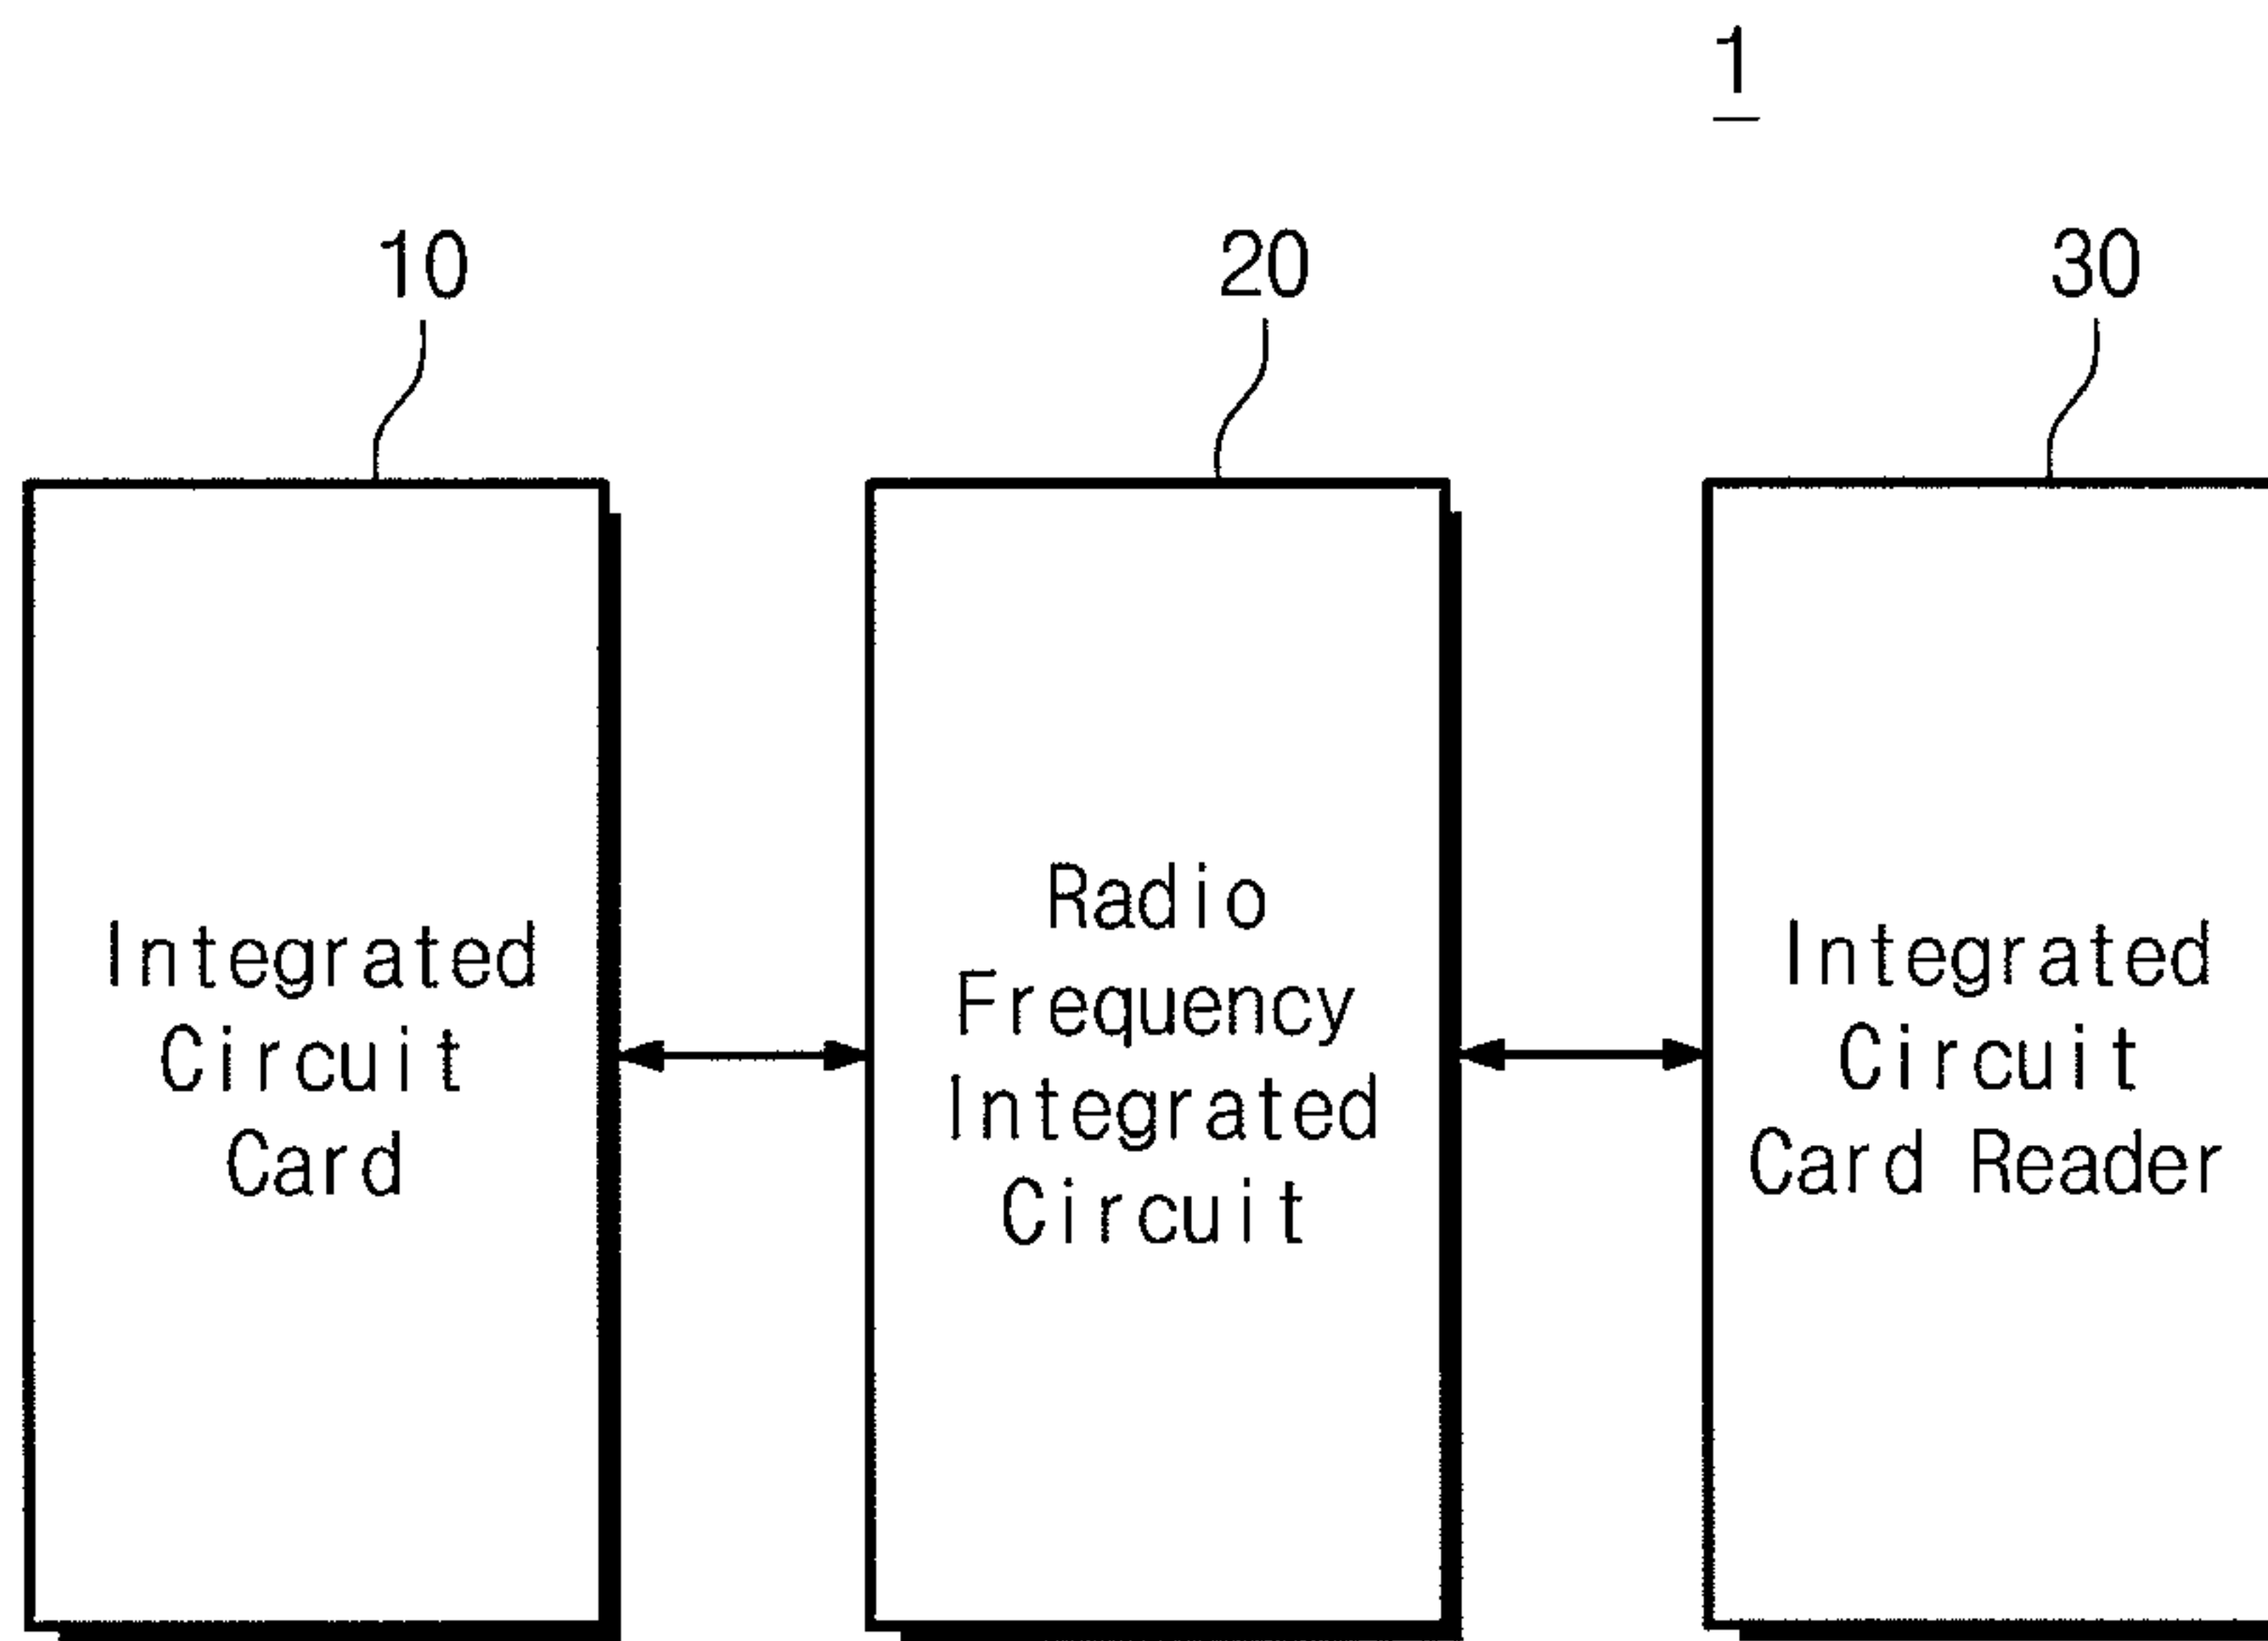 1
10
20
30
Integrated
Circuit
Card
Radio
Frequency
Integrated
Circuit
Integrated
Circuit
Card Reader